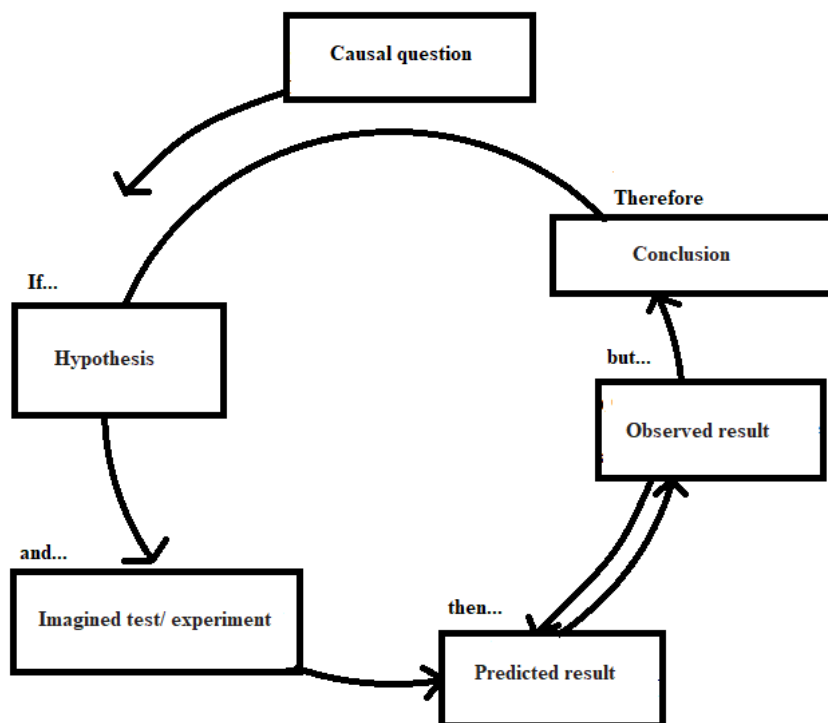 Causal question
Therefore
Conclusion
If...
Hypothesis
but...
Observed result
and...
Imagined test/ experiment
then...
Predicted result